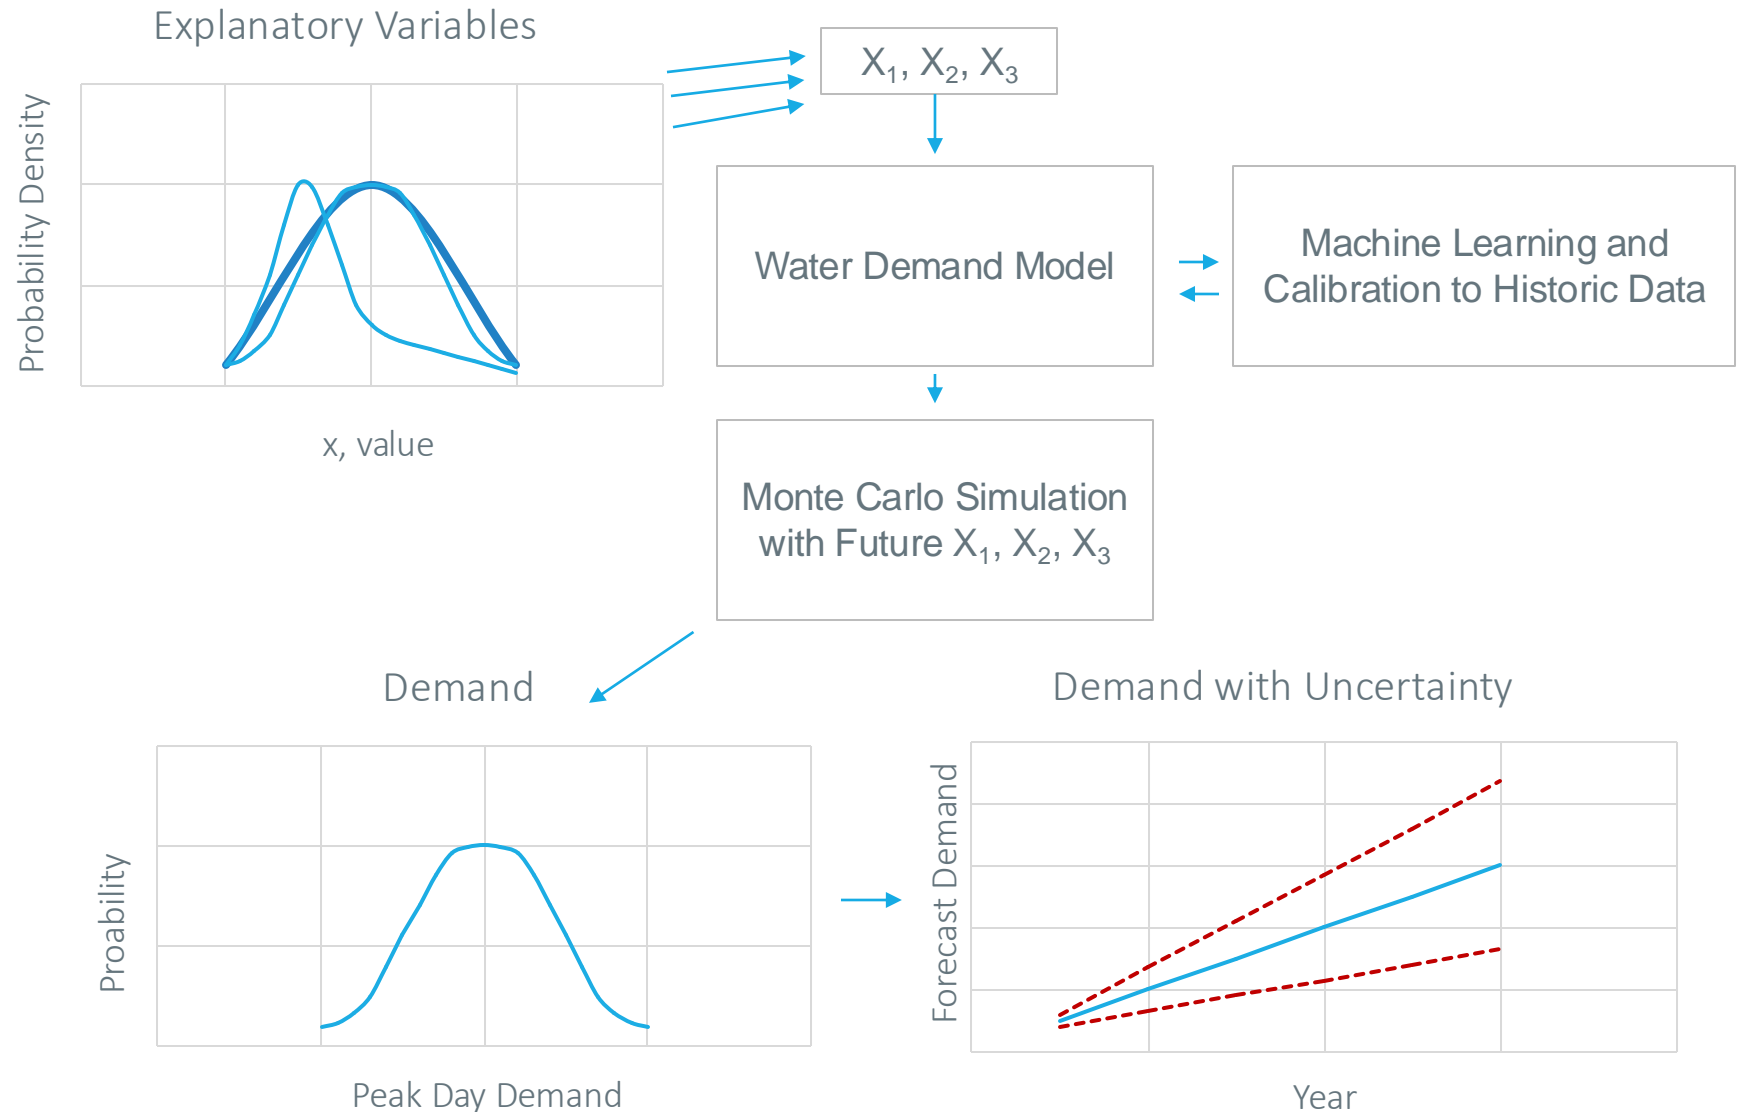 Explanatory Variables
Probability Density
x, value
X1, X2, X3
Water Demand Model
Machine Learning and
Calibration to Historic Data
Monte Carlo Simulation
with Future X1, X2, X3
Demand
Proability
Peak Day Demand
Demand with Uncertainty
Forecast Demand
Year